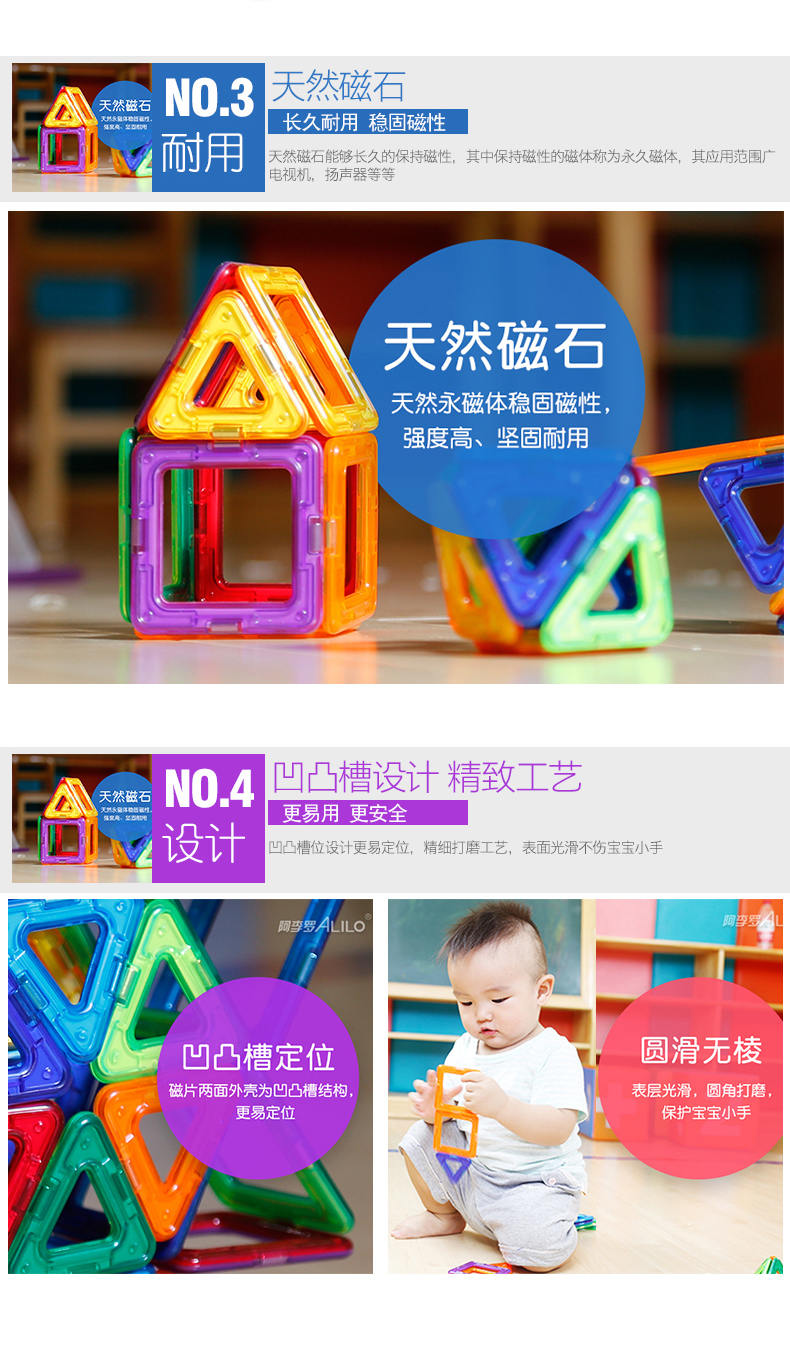 天然磁石
天然永磁体稳固磁性,
强度高、坚固耐用
NO.3
耐用
天然磁石
长久耐用 稳固磁性
天然磁石能够长久的保持磁性，其中保持磁性的磁体称为永久磁体，其应用范围广
电视机，扬声器等等
天然磁石
天然永磁体稳固磁性，
强度高、坚固耐用
天然磁石
天然永磁体稳固磁性,
强度高、坚固耐用
NO.4
设计
凹凸槽设计 精致工艺
更易用 更安全
凹凸槽位设计更易定位，精细打磨工艺，表面光滑不伤宝宝小手
阿李罗ALILO®
凹凸槽定位
磁片两面外壳为凹凸槽结构，
更易定位
阿李罗AL
圆滑无棱
表层光滑，圆角打磨，
保护宝宝小手